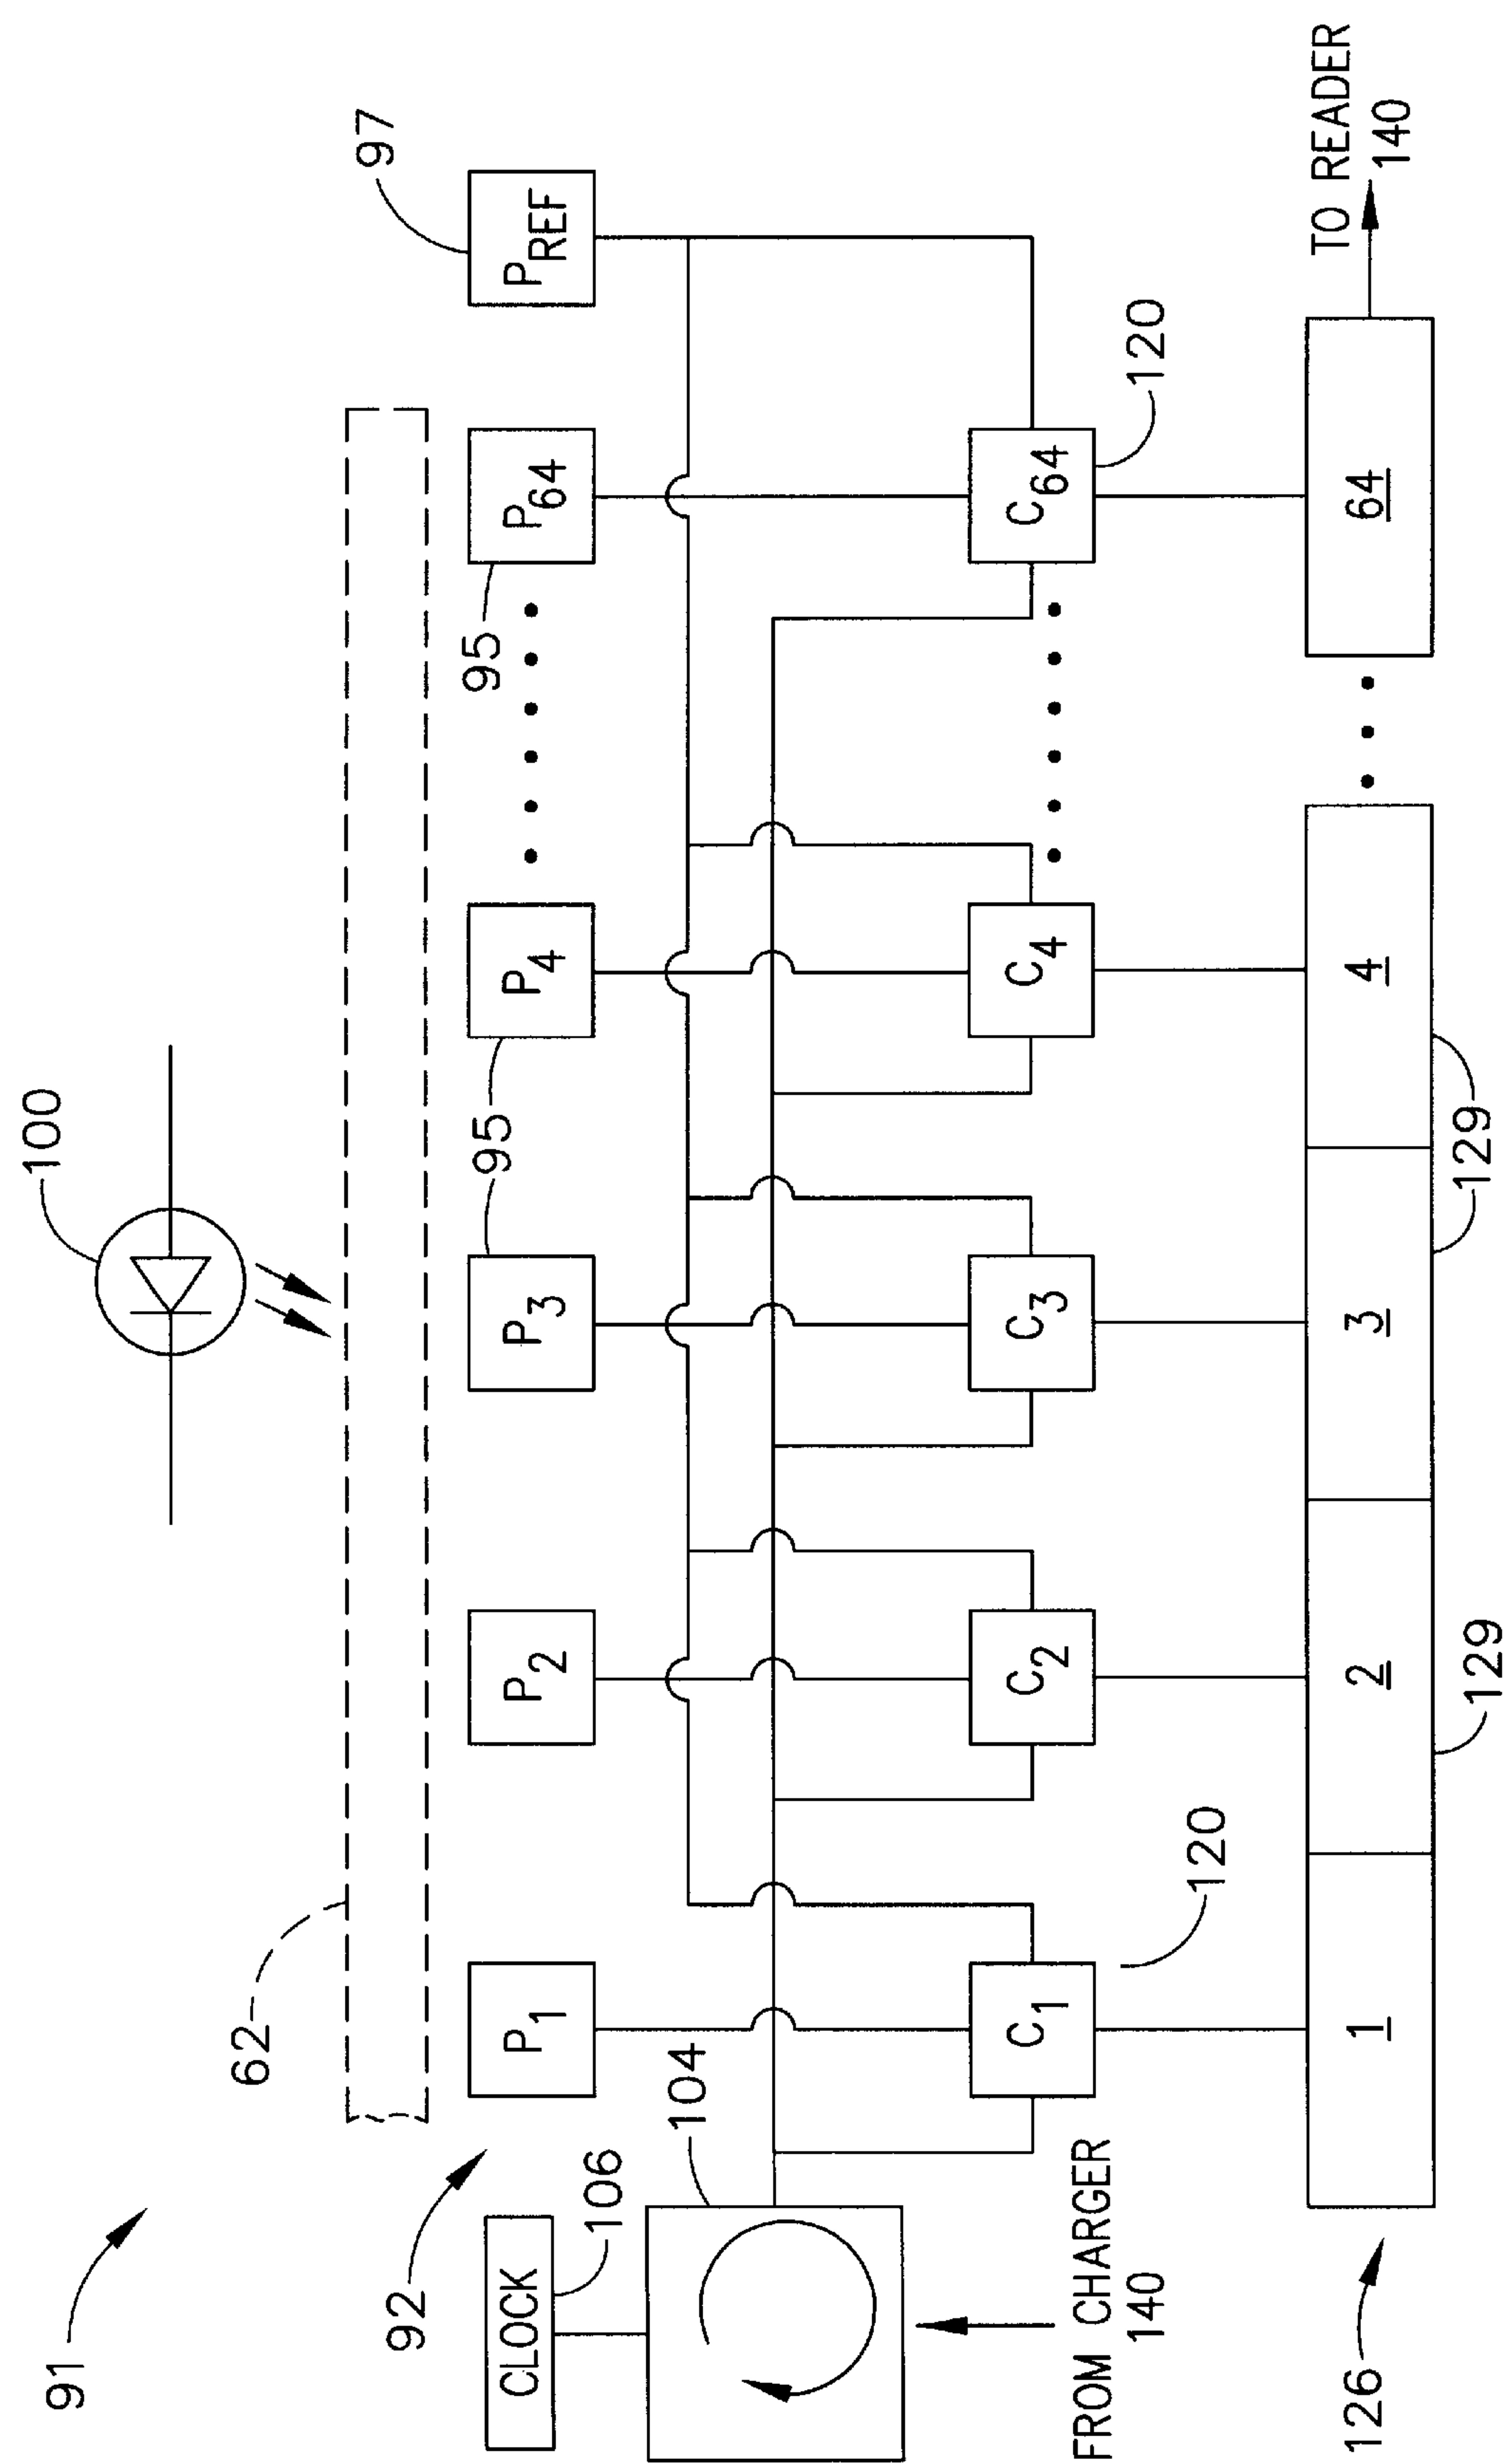 91
100
62
97
92
95
95
P1
P2
P3
P4
P64
PREF
CLOCK
106
104
FROM CHARGER
140
C1
C2
C3
C4
C64
120
120
TO READER
140
126
1
2
3
4
64
129
129